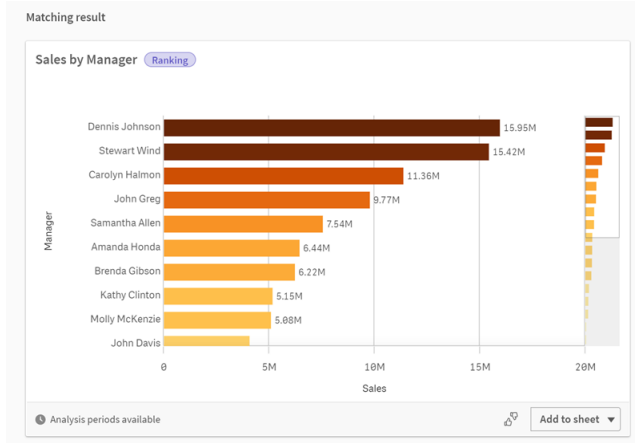 Matching result
Sales by Manager Ranking
Dennis Johnson 15.95M
Stewart Wind 15.42M
Carolyn Halmon 11.36M
John Greg 9.77M
Samantha Allen 7.54M
Amanda Honda 6.44M
Brenda Gibson 6.22M
Kathy Clinton 5.15M
Molly McKenzie 5.08M
John Davis
Manager
0 5M 10M 15M 20M
Sales
Analysis periods available Add to sheet